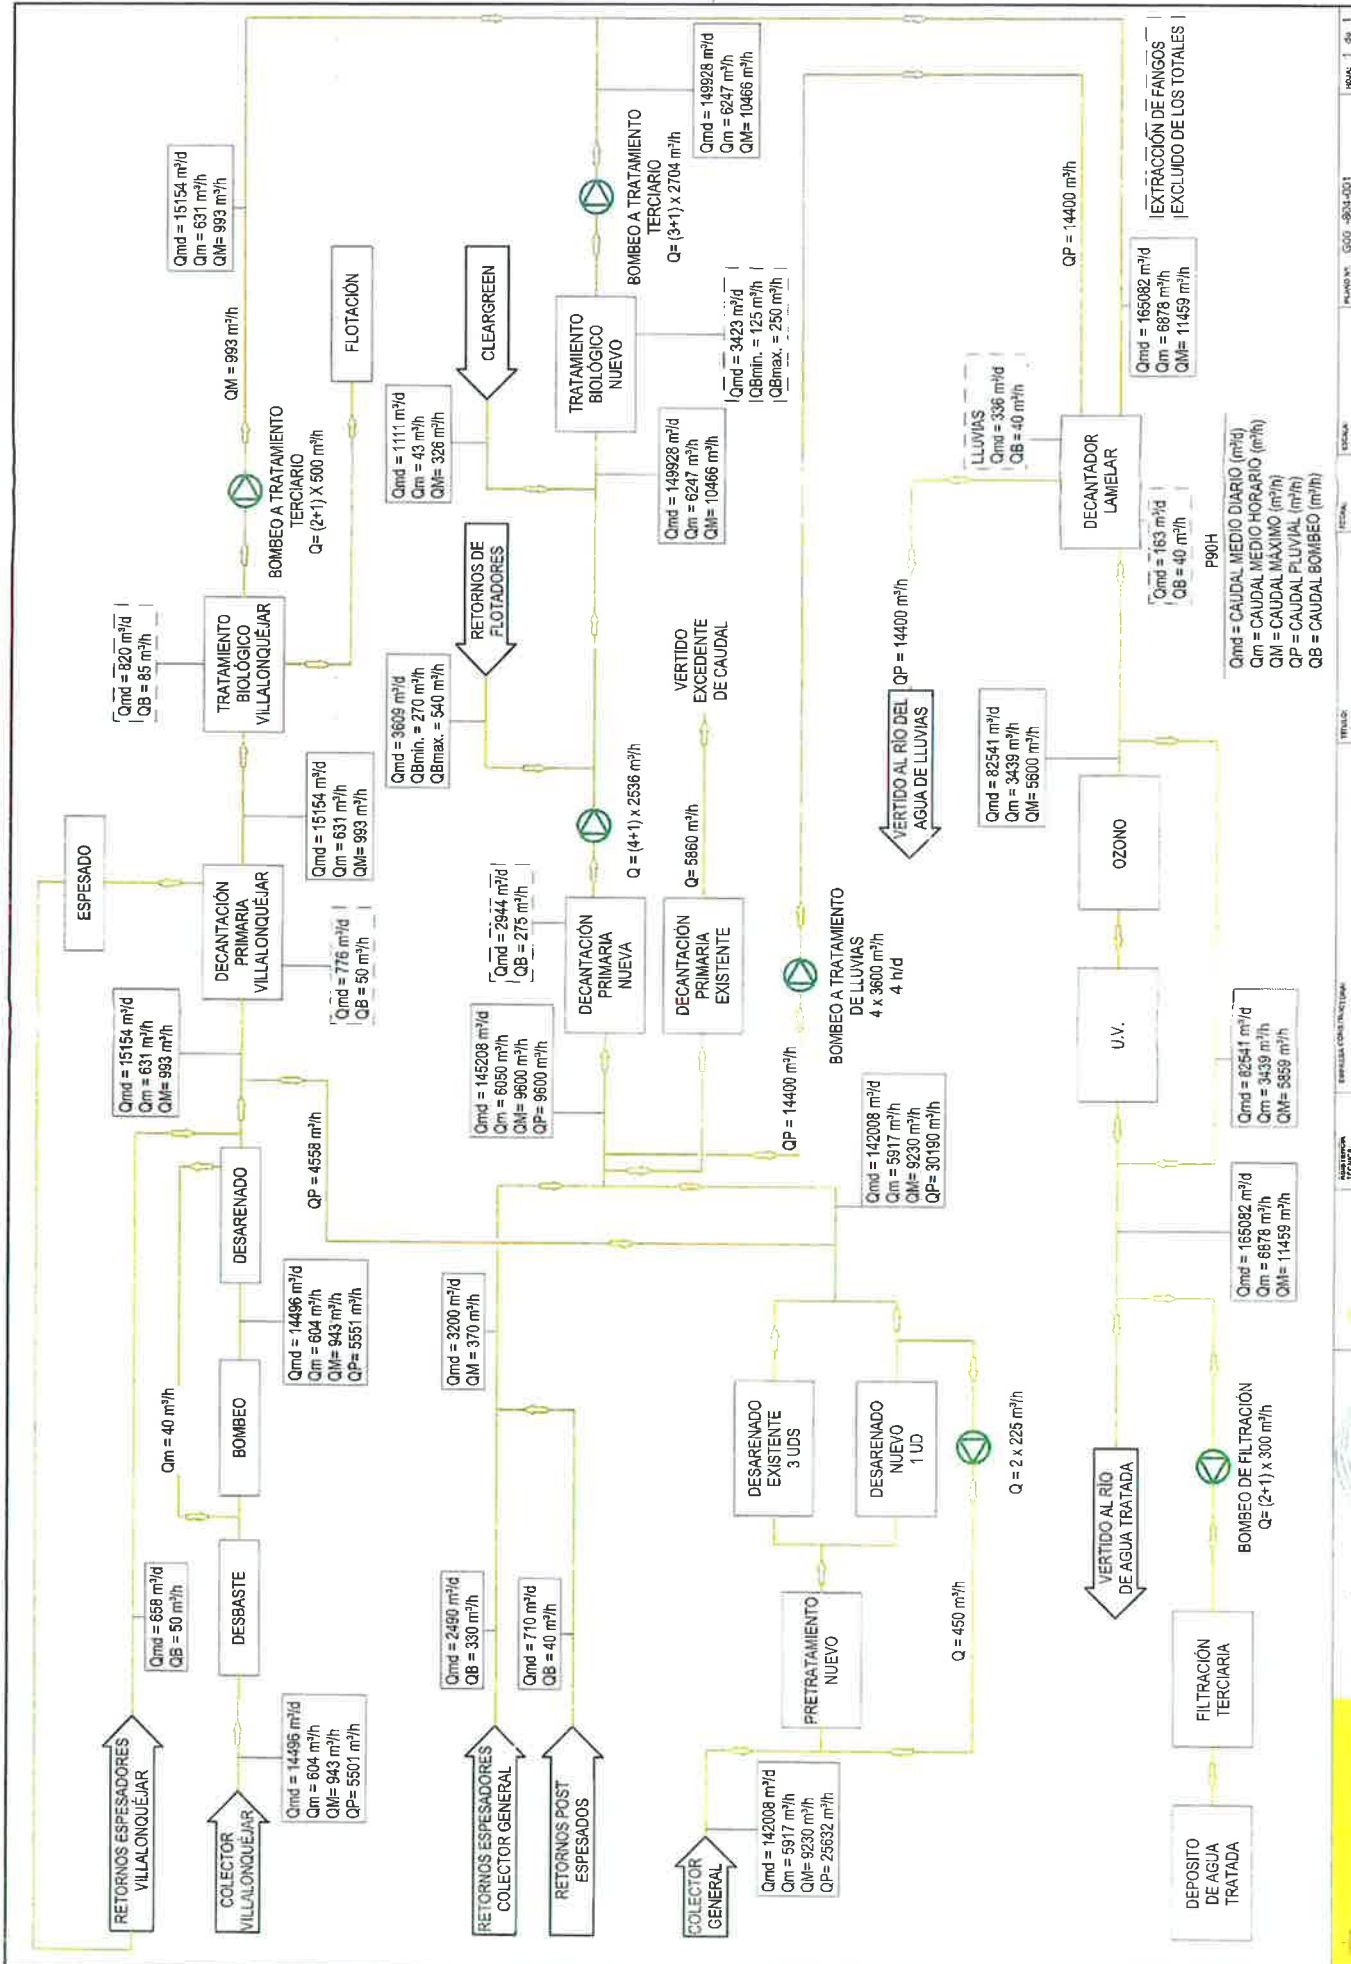 RETORNOS ESPESADORES
VILLALONQUÉJAR
COLECTOR
VILLALONQUÉJAR
Qmd = 14496 m³/d
Qm = 604 m³/h
QM= 943 m³/h
QP= 5501 m³/h
Qmd = 658 m³/d
QB = 50 m³/h
DESBASTE
Qm = 40 m³/h
BOMBEO
Qmd = 14496 m³/d
Qm = 604 m³/h
QM= 943 m³/h
QP= 5551 m³/h
DESARENADO
QP = 4558 m³/h
Qmd = 15154 m³/d
Qm = 631 m³/h
QM= 993 m³/h
ESPESADO
DECANTACIÓN
PRIMARIA
VILLALONQUÉJAR
Qmd = 776 m³/d
QB = 50 m³/h
Qmd = 15154 m³/d
Qm = 631 m³/h
QM= 993 m³/h
Qmd = 820 m³/d
QB = 85 m³/h
TRATAMIENTO
BIOLÓGICO
VILLALONQUÉJAR
BOMBEO A TRATAMIENTO
TERCIARIO
Q= (2+1) X 500 m³/h
FLOTACIÓN
QM = 993 m³/h
Qmd = 15154 m³/d
Qm = 631 m³/h
QM= 993 m³/h
RETORNOS ESPESADORES
COLECTOR GENERAL
RETORNOS POST
ESPESADOS
Qmd = 2490 m³/d
QB = 330 m³/h
Qmd = 710 m³/d
QB = 40 m³/h
Qmd = 3200 m³/d
QM = 370 m³/h
Qmd = 145208 m³/d
Qm = 6050 m³/h
QM= 9600 m³/h
QP= 9600 m³/h
Qmd = 2944 m³/d
QB = 275 m³/h
DECANTACIÓN
PRIMARIA
NUEVA
Q = (4+1) x 2536 m³/h
DECANTACIÓN
PRIMARIA
EXISTENTE
Q= 5860 m³/h
VERTIDO
EXCEDENTE
DE CAUDAL
Qmd = 3609 m³/d
QBmin. = 270 m³/h
QBmax. = 540 m³/h
RETORNOS DE
FLOTADORES
Qmd = 1111 m³/d
Qm = 43 m³/h
QM= 326 m³/h
CLEARGREEN
Qmd = 149928 m³/d
Qm = 6247 m³/h
QM= 10466 m³/h
TRATAMIENTO
BIOLÓGICO
NUEVO
Qmd = 3423 m³/d
QBmin. = 125 m³/h
QBmax. = 250 m³/h
BOMBEO A TRATAMIENTO
TERCIARIO
Q= (3+1) x 2704 m³/h
Qmd = 149928 m³/d
Qm = 6247 m³/h
QM= 10466 m³/h
COLECTOR
GENERAL
Qmd = 142008 m³/d
Qm = 5917 m³/h
QM= 9230 m³/h
QP= 25632 m³/h
PRETRATAMIENTO
NUEVO
DESARENADO
EXISTENTE
3 UDS
DESARENADO
NUEVO
1 UD
Q = 450 m³/h
Q = 2 x 225 m³/h
Qmd = 142008 m³/d
Qm = 5917 m³/h
QM= 9230 m³/h
QP= 30190 m³/h
QP = 14400 m³/h
BOMBEO A TRATAMIENTO
DE LLUVIAS
4 x 3600 m³/h
4 h/d
VERTIDO AL RÍO DEL
AGUA DE LLUVIAS
QP = 14400 m³/h
LLUVIAS
Qmd = 336 m³/d
QB = 40 m³/h
DECANTADOR
LAMELAR
QP = 14400 m³/h
Qmd = 165082 m³/d
Qm = 6878 m³/h
QM= 11459 m³/h
EXTRACCIÓN DE FANGOS
EXCLUIDO DE LOS TOTALES
Qmd = 163 m³/d
QB = 40 m³/h
P90H
Qmd = 82541 m³/d
Qm = 3439 m³/h
QM= 5600 m³/h
OZONO
U.V.
Qmd = 82541 m³/d
Qm = 3439 m³/h
QM= 5859 m³/h
Qmd = 165082 m³/d
Qm = 6878 m³/h
QM= 11459 m³/h
VERTIDO AL RÍO
DE AGUA TRATADA
BOMBEO DE FILTRACIÓN
Q= (2+1) x 300 m³/h
FILTRACIÓN
TERCIARIA
DEPOSITO
DE AGUA
TRATADA
Qmd = CAUDAL MEDIO DIARIO (m³/d)
Qm = CAUDAL MEDIO HORARIO (m³/h)
QM = CAUDAL MÁXIMO (m³/h)
QP = CAUDAL PLUVIAL (m³/h)
QB = CAUDAL BOMBEO (m³/h)
EMPRESA CONSTRUCTORA:
TITULO:
FECHA:
ESCALA:
PLANO Nº: G00 -804-001
HOJA: 1 de 1